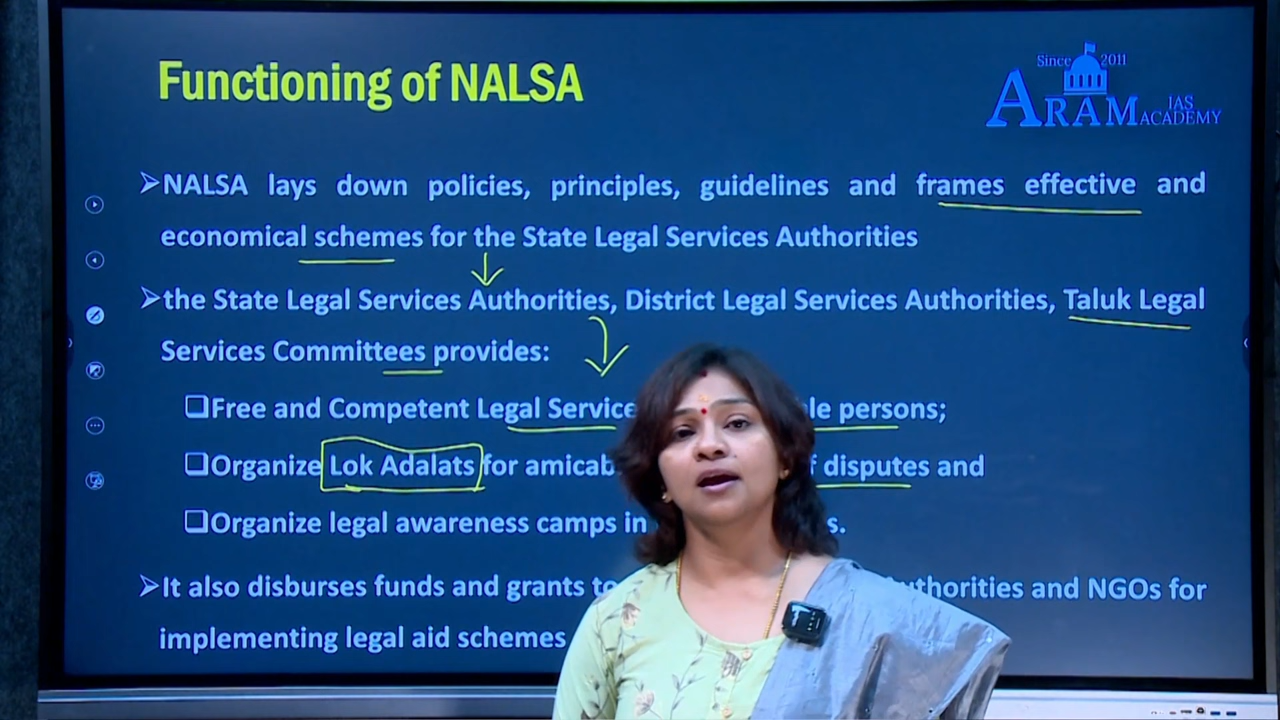 Functioning of NALSA
Since 2011
ARAM IAS ACADEMY
➢NALSA lays down policies, principles, guidelines and frames effective and
economical schemes for the State Legal Services Authorities
➢the State Legal Services Authorities, District Legal Services Authorities, Taluk Legal
Services Committees provides:
❑Free and Competent Legal Service persons;
❑Organize Lok Adalats for disputes and
❑Organize legal awareness camps in
➢It also disburses funds and grants to and NGOs for
implementing legal aid schemes